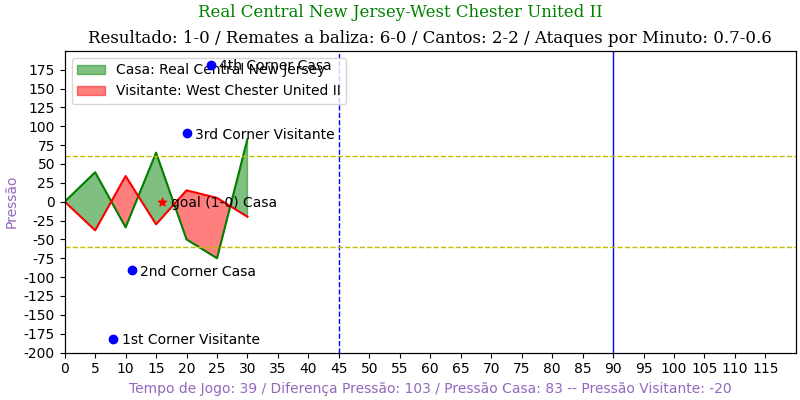 Real Central New Jersey-West Chester United II
Resultado: 1-0 / Remates a baliza: 6-0 / Cantos: 2-2 / Ataques por Minuto: 0.7-0.6
Casa: Real Central New Jersey
Visitante: West Chester United II
4th Corner Casa
3rd Corner Visitante
goal (1-0) Casa
2nd Corner Casa
1st Corner Visitante
Pressão
175
150
125
100
75
50
25
0
-25
-50
-75
-100
-125
-150
-175
-200
0 5 10 15 20 25 30 35 40 45 50 55 60 65 70 75 80 85 90 95 100 105 110 115
Tempo de Jogo: 39 / Diferença Pressão: 103 / Pressão Casa: 83 -- Pressão Visitante: -20